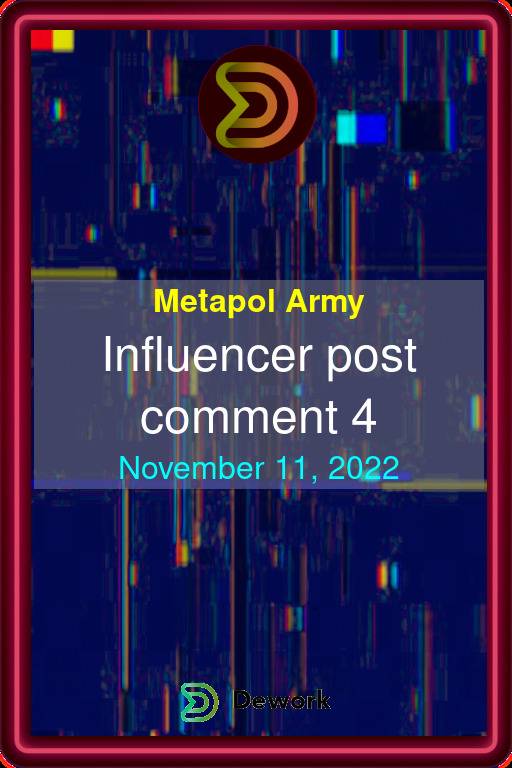 Metapol Army
Influencer post
comment 4
November 11, 2022
Dework